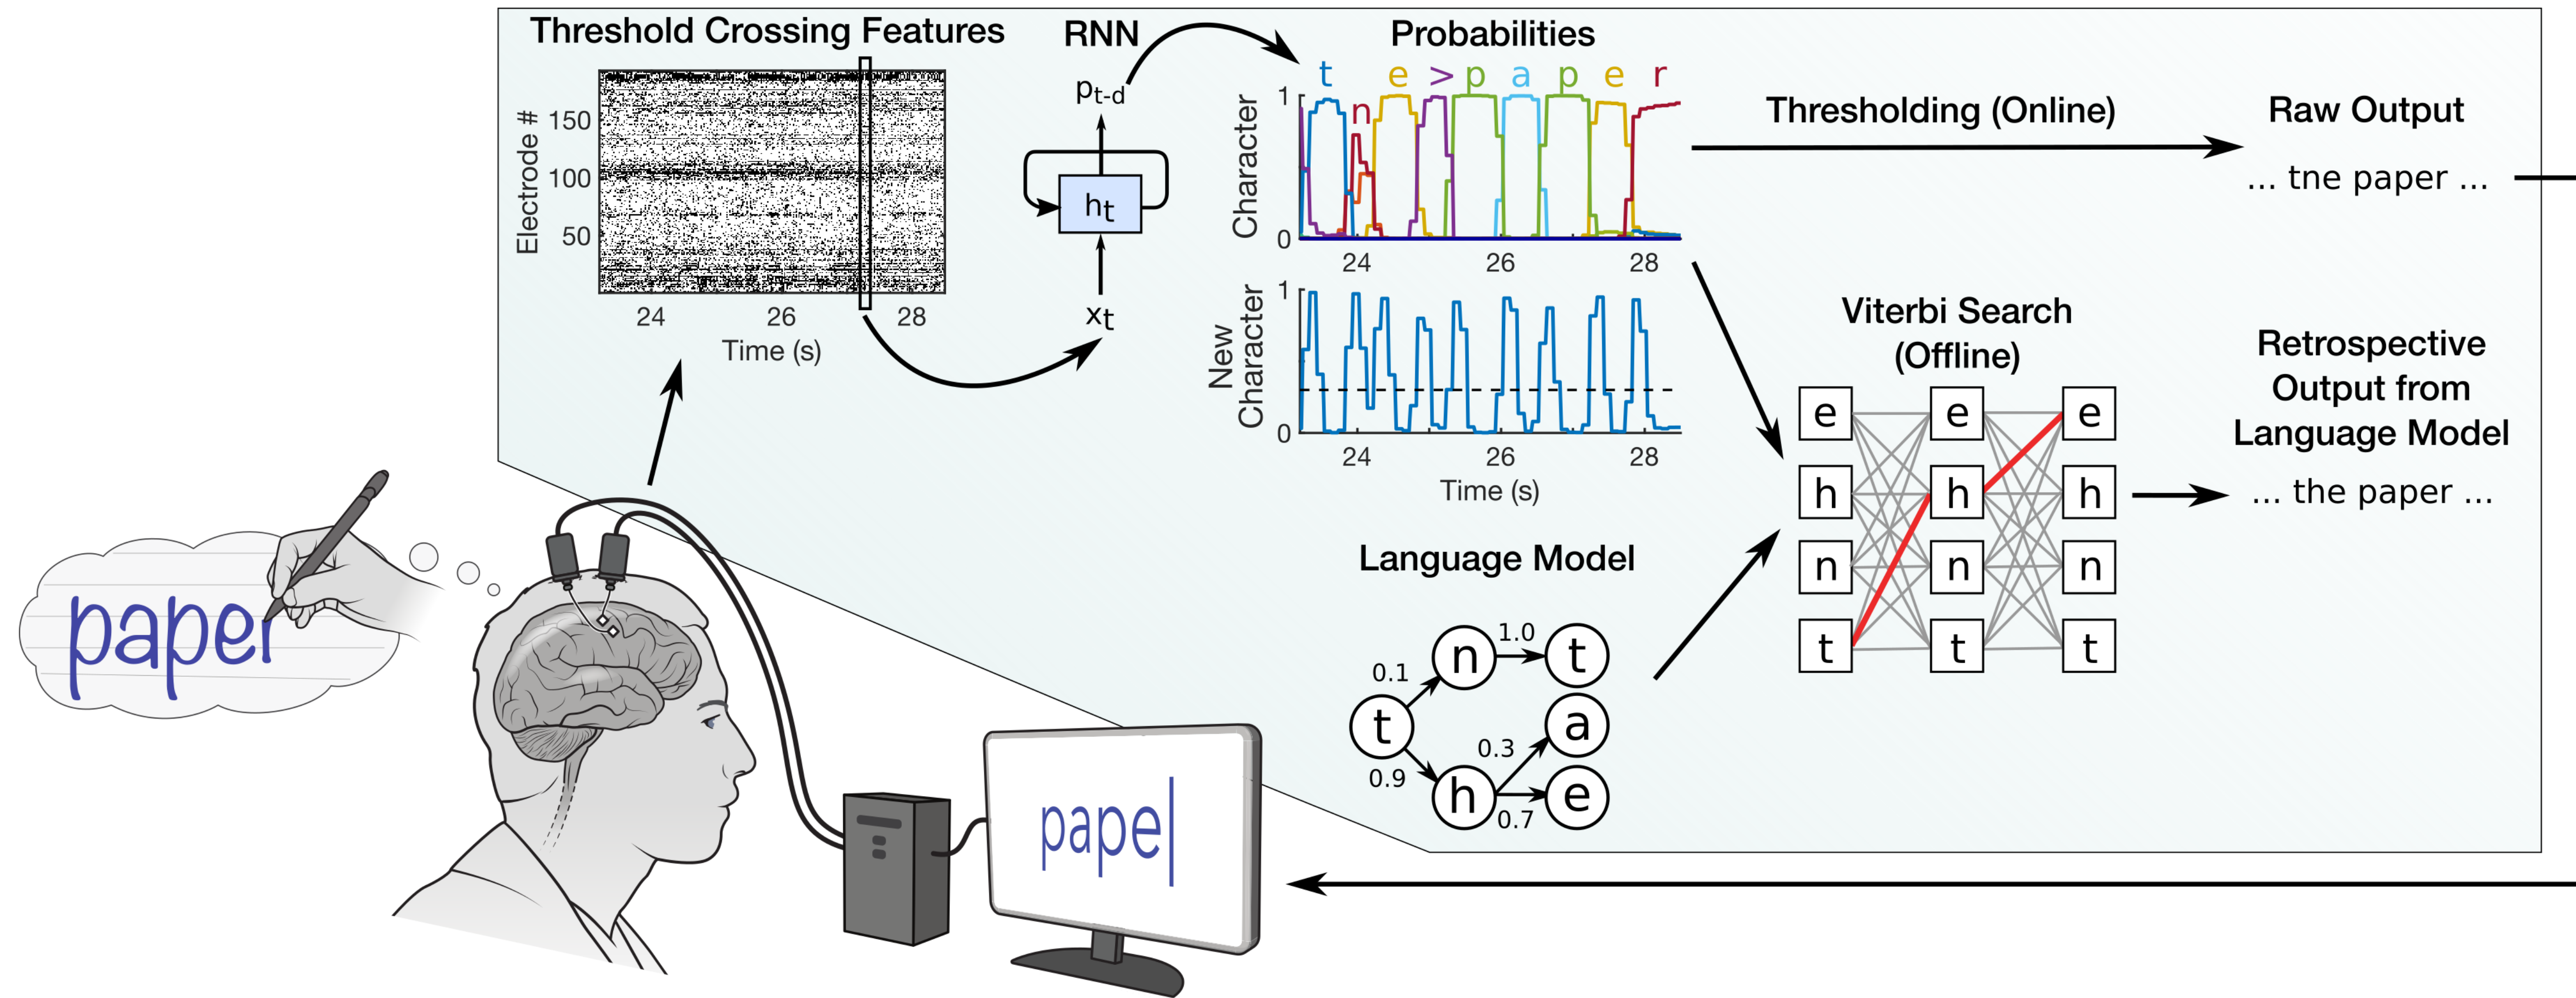 Threshold Crossing Features
Electrode #
150
100
50
24 26 28
Time (s)
RNN
pt-d
ht
xt
Probabilities
t n e > p a p e r
Character
1
0
24 26 28
New
Character
1
0
24 26 28
Time (s)
Thresholding (Online)
Raw Output
... tne paper ...
Viterbi Search
(Offline)
e e e
h h h
n n n
t t t
Retrospective
Output from
Language Model
... the paper ...
Language Model
t
0.1
n
1.0
t
0.9
h
0.3
a
0.7
e
paper
pape